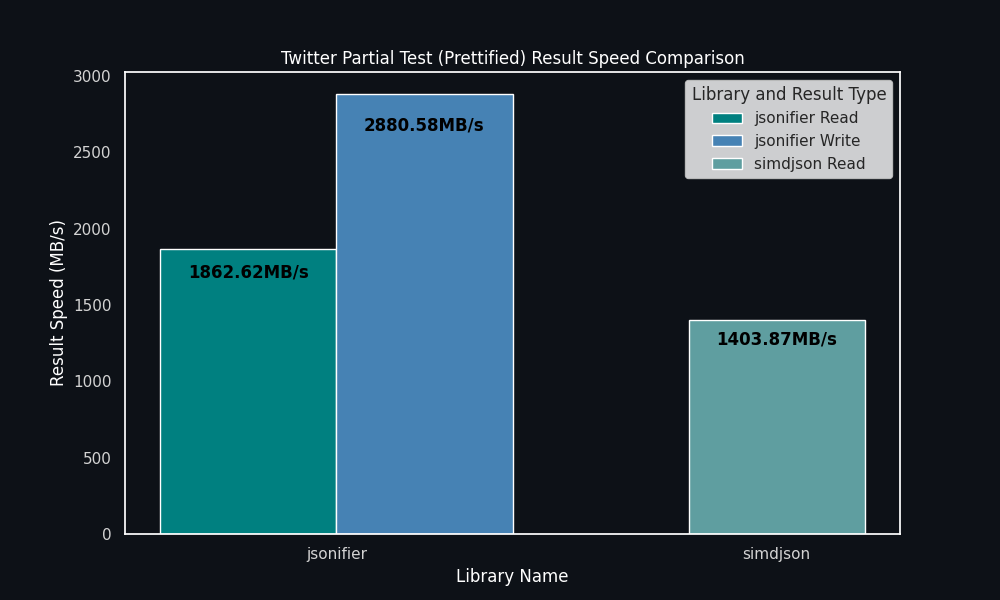 Twitter Partial Test (Prettified) Result Speed Comparison
3000
2500
2000
1500
1000
500
0
Result Speed (MB/s)
Library and Result Type
jsonifier Read
jsonifier Write
simdjson Read
2880.58MB/s
1862.62MB/s
1403.87MB/s
jsonifier
simdjson
Library Name